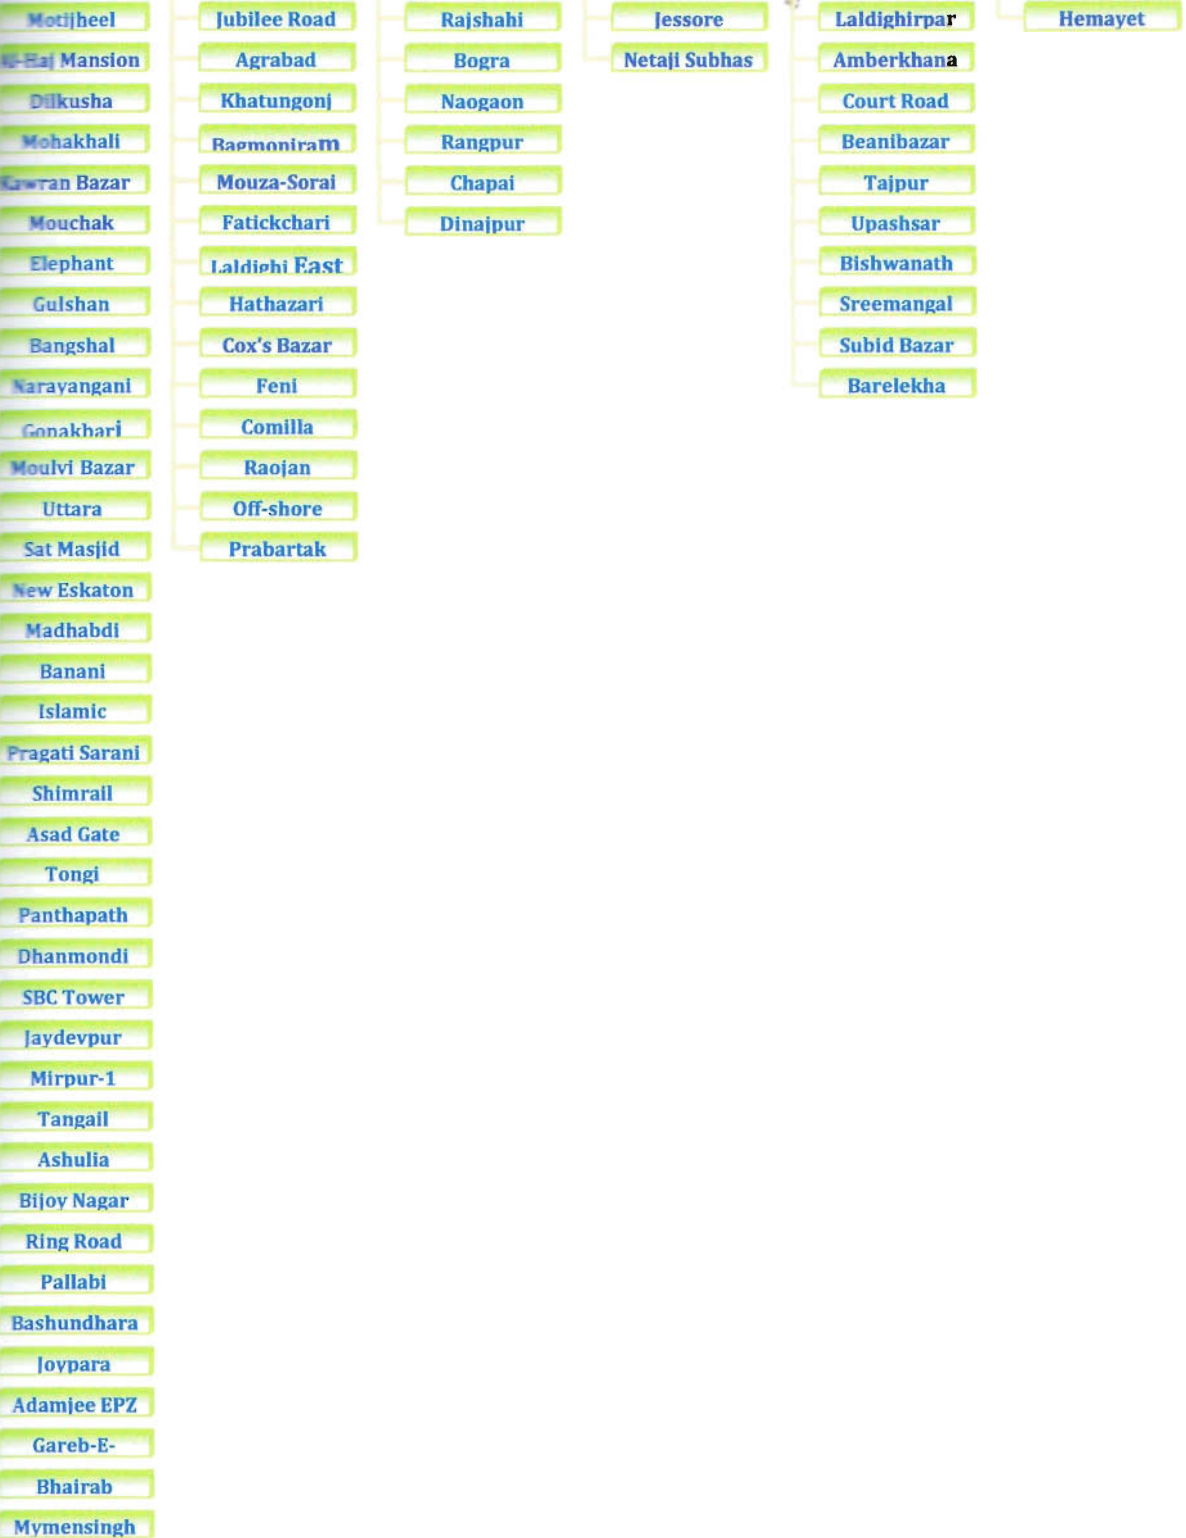 Motijheel
Al-Haj Mansion
Dilkusha
Mohakhali
Kawran Bazar
Mouchak
Elephant
Gulshan
Bangshal
Narayangani
Gonakbari
Moulvi Bazar
Uttara
Sat Masjid
New Eskaton
Madhabdi
Banani
Islamic
Pragati Sarani
Shimrail
Asad Gate
Tongi
Panthapath
Dhanmondi
SBC Tower
Jaydevpur
Mirpur-1
Tangail
Ashulia
Bijoy Nagar
Ring Road
Pallabi
Bashundhara
Joypara
Adamjee EPZ
Gareb-E-
Bhairab
Mymensingh
Jubilee Road
Agrabad
Khatungonj
Bagmoniram
Mouza-Sorai
Fatickchari
Laldighi East
Hathazari
Cox's Bazar
Feni
Comilla
Raojan
Off-shore
Prabartak
Rajshahi
Bogra
Naogaon
Rangpur
Chapai
Dinajpur
Jessore
Netaji Subhas
Laldighirpar
Amberkhana
Court Road
Beanibazar
Tajpur
Upashsar
Bishwanath
Sreemangal
Subid Bazar
Barelekha
Hemayet